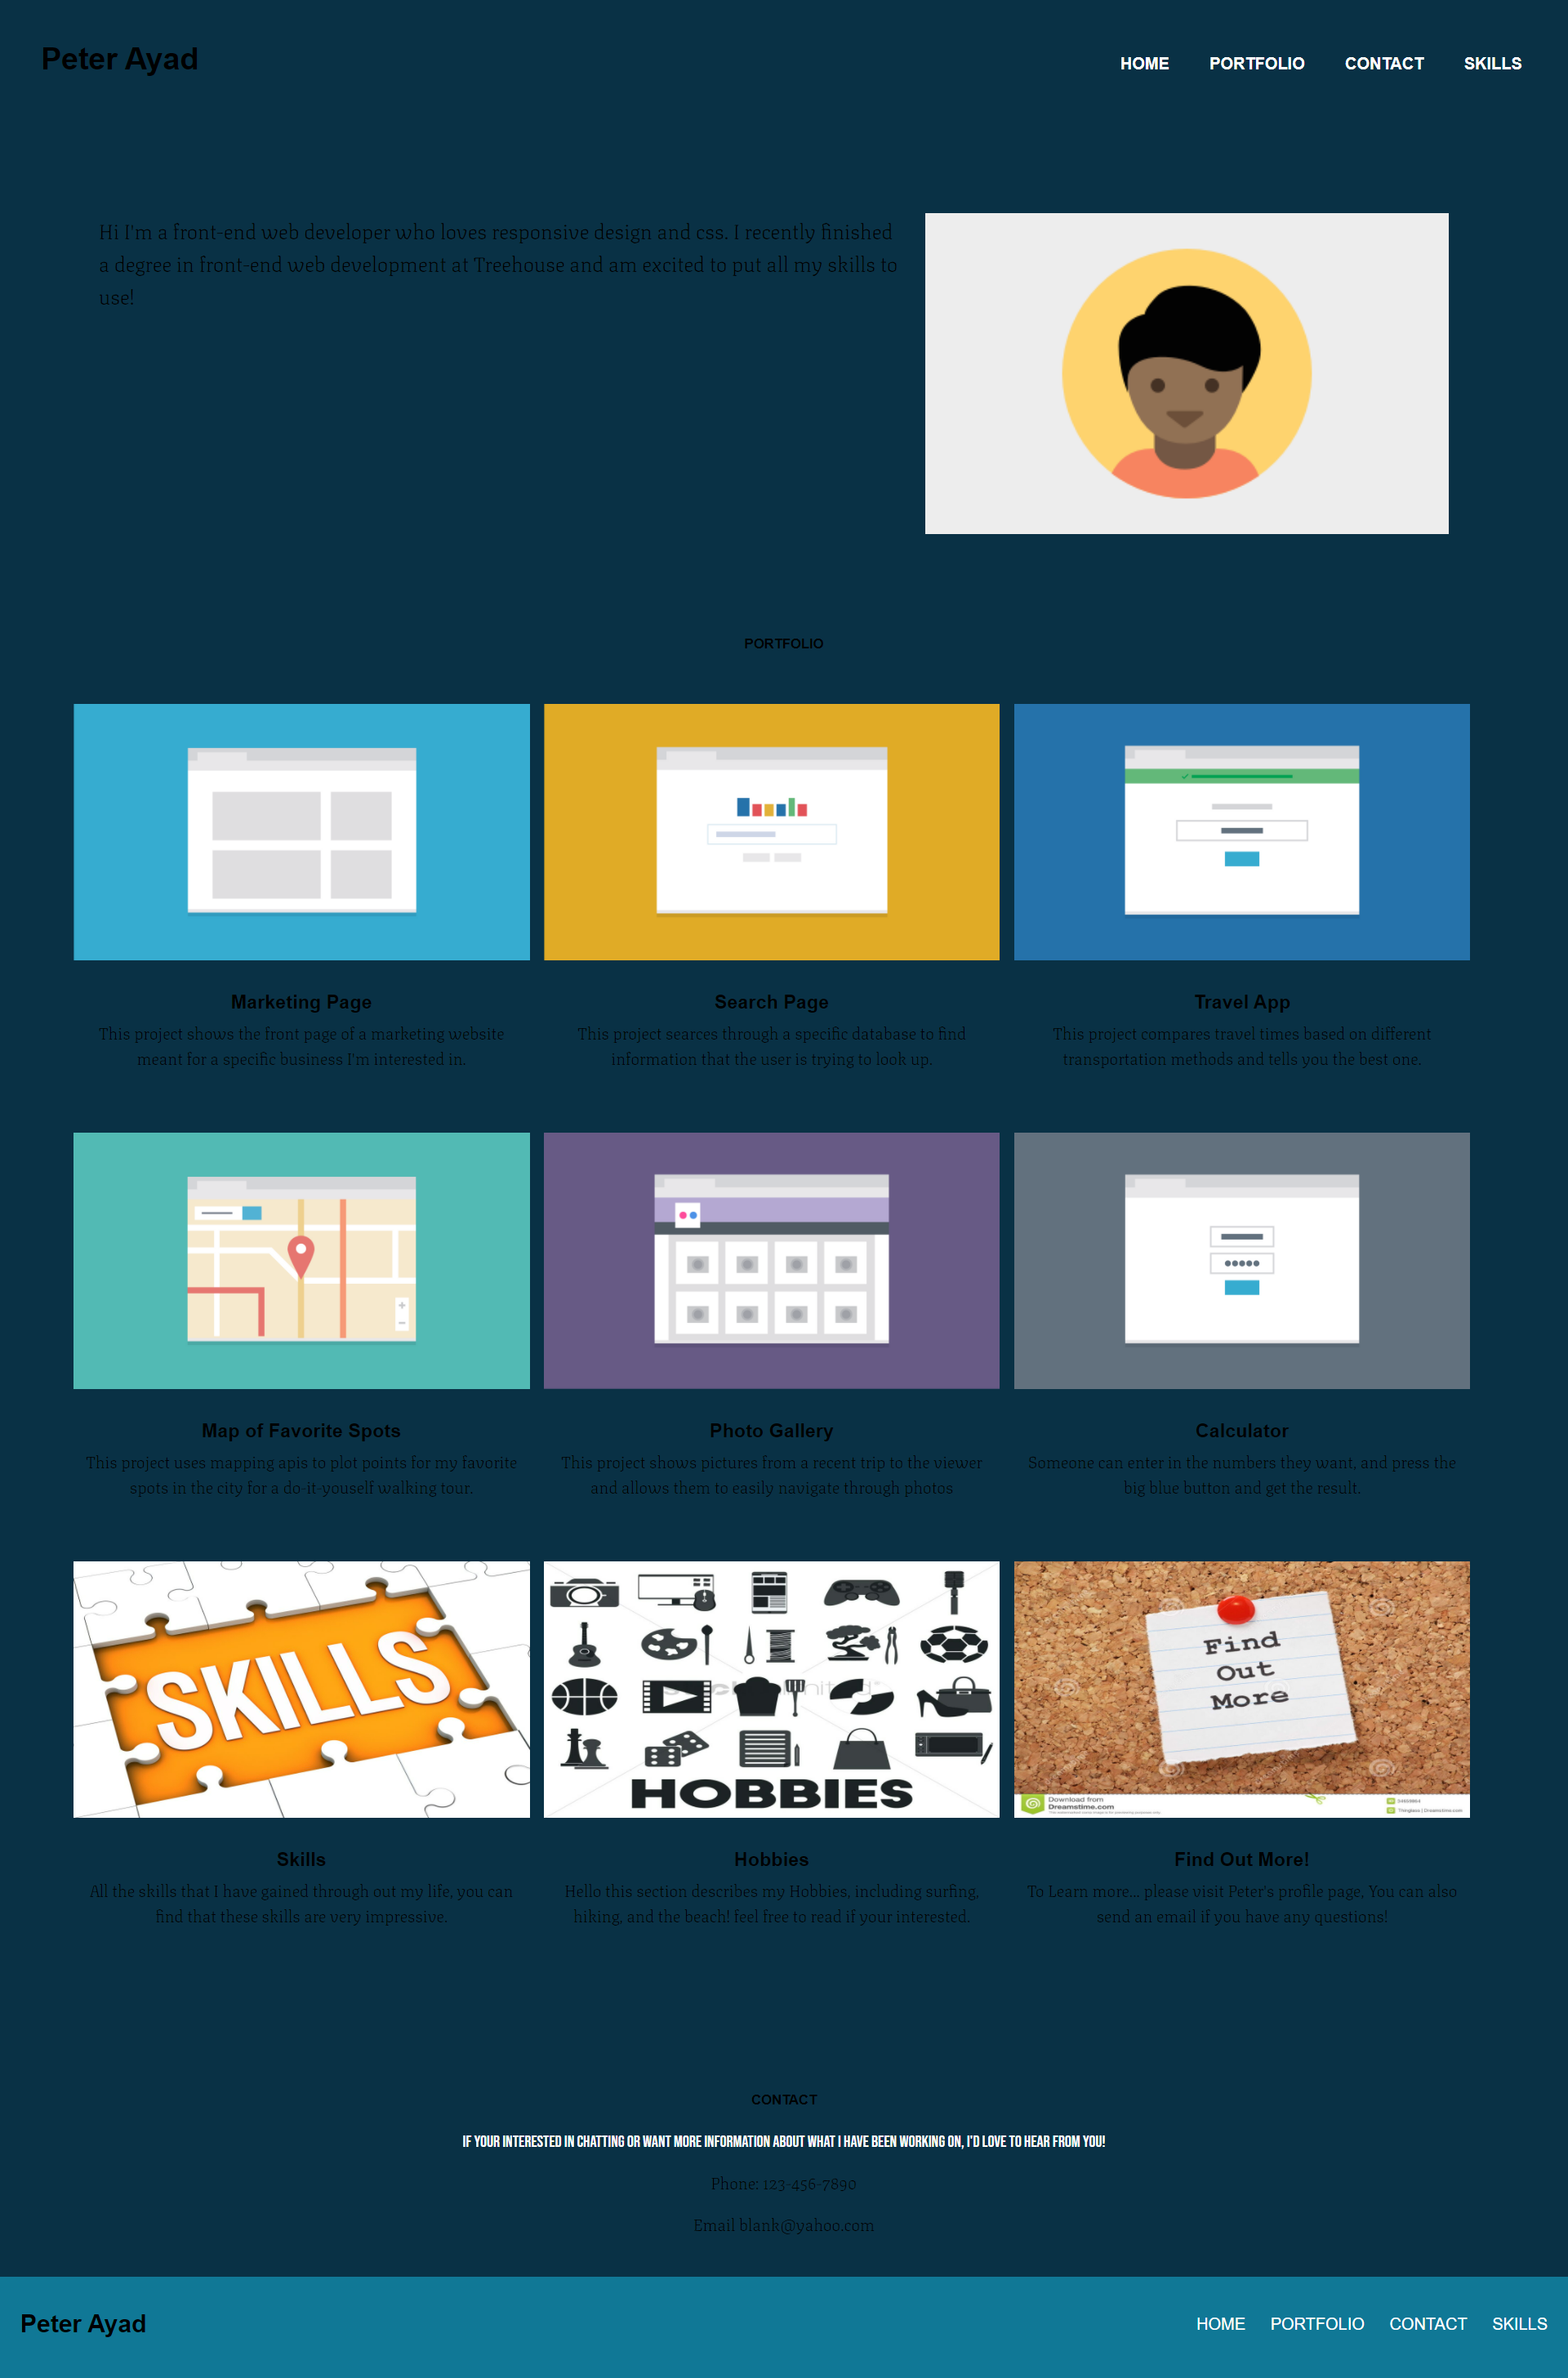 Peter Ayad
HOME PORTFOLIO CONTACT SKILLS
Hi I'm a front-end web developer who loves responsive design and css. I recently finished
a degree in front-end web development at Treehouse and am excited to put all my skills to
use!
PORTFOLIO
Marketing Page
This project shows the front page of a marketing website
meant for a specific business I'm interested in.
Search Page
This project searces through a specific database to find
information that the user is trying to look up.
Travel App
This project compares travel times based on different
transportation methods and tells you the best one.
Map of Favorite Spots
This project uses mapping apis to plot points for my favorite
spots in the city for a do-it-youself walking tour.
Photo Gallery
This project shows pictures from a recent trip to the viewer
and allows them to easily navigate through photos
Calculator
Someone can enter in the numbers they want, and press the
big blue button and get the result.
SKILLS
HOBBIES
Find
Out
More
Download from
Dreamstime.com
Skills
All the skills that I have gained through out my life, you can
find that these skills are very impressive.
Hobbies
Hello this section describes my Hobbies, including surfing,
hiking, and the beach! feel free to read if your interested.
Find Out More!
To Learn more... please visit Peter's profile page, You can also
send an email if you have any questions!
CONTACT
IF YOUR INTERESTED IN CHATTING OR WANT MORE INFORMATION ABOUT WHAT I HAVE BEEN WORKING ON, I'D LOVE TO HEAR FROM YOU!
Phone: 123-456-7890
Email blank@yahoo.com
Peter Ayad
HOME PORTFOLIO CONTACT SKILLS